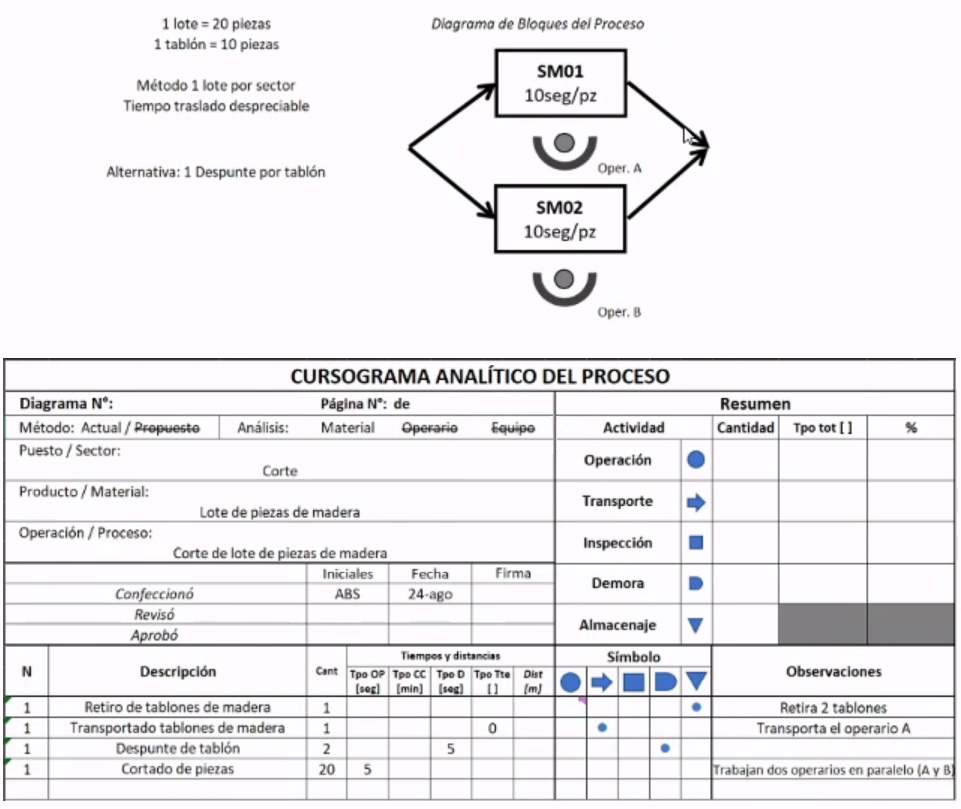 1 lote = 20 piezas
1 tablón = 10 piezas
Método 1 lote por sector
Tiempo traslado despreciable
Alternativa: 1 Despunte por tablón
Diagrama de Bloques del Proceso
SM01
10seg/pz
Oper. A
SM02
10seg/pz
Oper. B
CURSOGRAMA ANALÍTICO DEL PROCESO
Diagrama N°: Página N°: de
Resumen
Método: Actual / Propuesto Análisis: Material Operario Equipo
Actividad Cantidad Tpo tot [ ] %
Puesto / Sector:
Corte
Operación
Producto / Material:
Lote de piezas de madera
Transporte
Operación / Proceso:
Corte de lote de piezas de madera
Inspección
Iniciales Fecha Firma
Confeccionó ABS 24-ago
Revisó
Aprobó
Demora
Almacenaje
N Descripción Cant Tiempos y distancias Símbolo Observaciones
Tpo OP [seg] Tpo CC [min] Tpo D [seg] Tpo Tte [ ] Dist [m]
1 Retiro de tablones de madera 1 Retira 2 tablones
1 Transportado tablones de madera 1 0 Transporta el operario A
1 Despunte de tablón 2 5
1 Cortado de piezas 20 5 Trabajan dos operarios en paralelo (A y B)